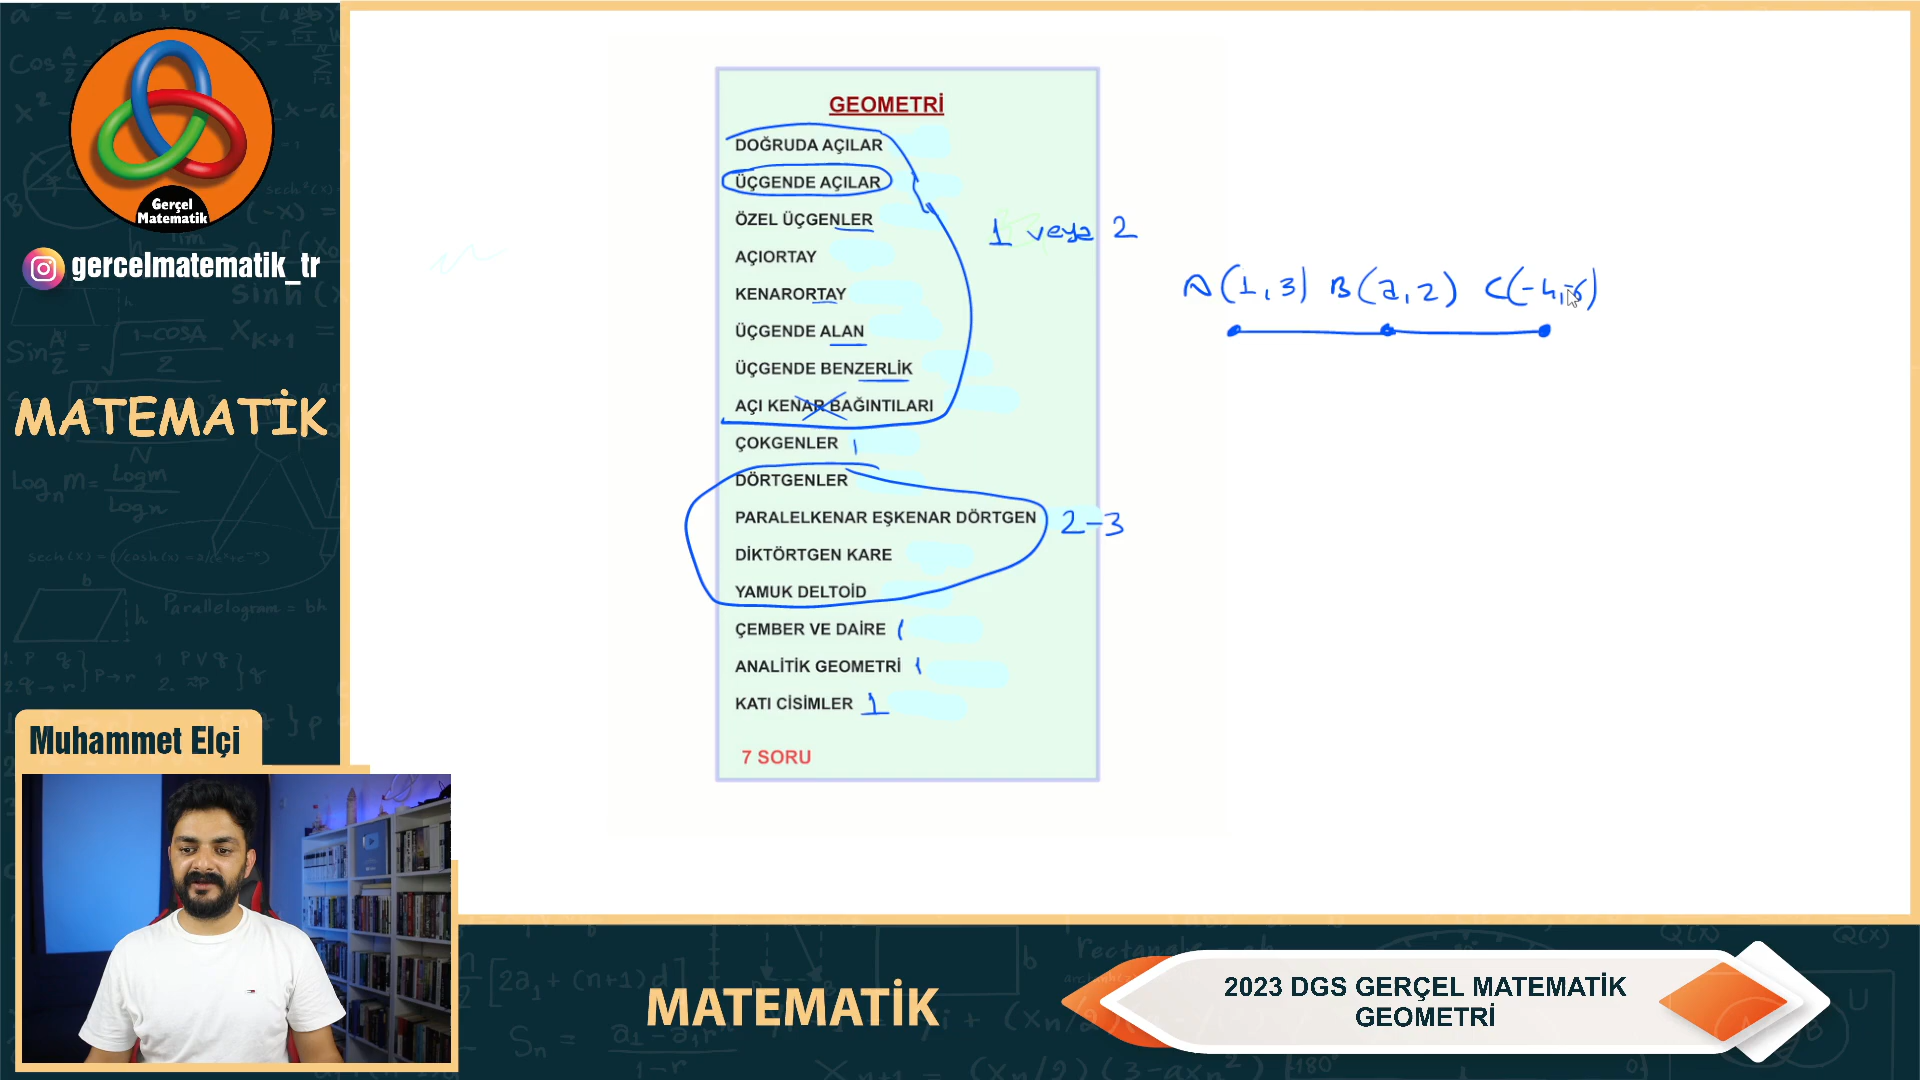 Gerçel
Matematik
gercelmatematik_tr
MATEMATİK
GEOMETRİ
DOĞRUDA AÇILAR
ÜÇGENDE AÇILAR
ÖZEL ÜÇGENLER
AÇIORTAY
KENARORTAY
ÜÇGENDE ALAN
ÜÇGENDE BENZERLİK
AÇI KENAR BAĞINTILARI
ÇOKGENLER 1
DÖRTGENLER
PARALELKENAR EŞKENAR DÖRTGEN
DİKTÖRTGEN KARE
YAMUK DELTOİD
ÇEMBER VE DAİRE 1
ANALİTİK GEOMETRİ 1
KATI CİSİMLER 1
7 SORU
1 veya 2
2-3
A(1,3) B(a,2)
Muhammet Elçi
MATEMATİK
2023 DGS GERÇEL MATEMATİK
GEOMETRİ